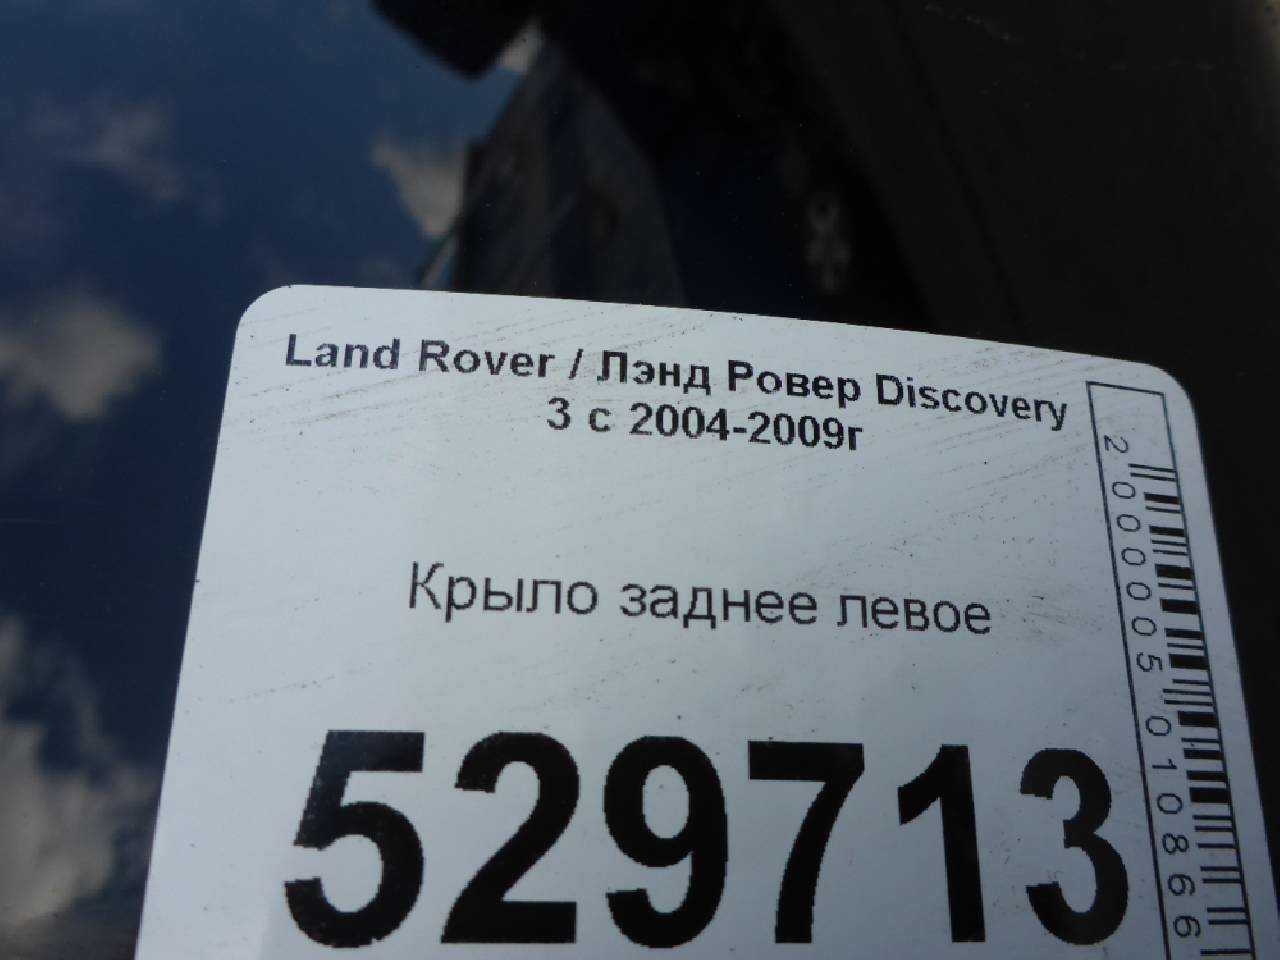 Land Rover / Лэнд Ровер Discovery
3 с 2004-2009г
Крыло заднее левое
529713
2000005010866